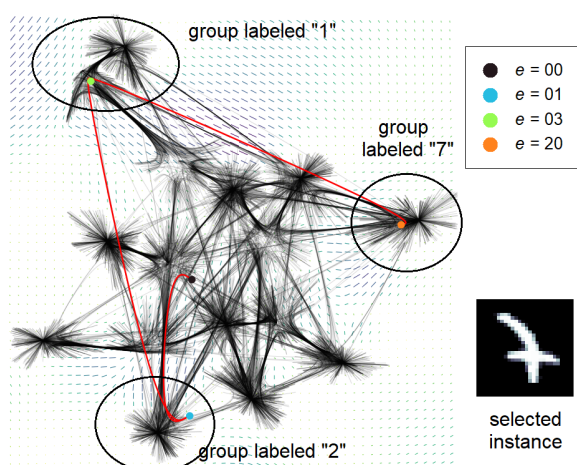 group labeled "1"
e = 00
e = 01
e = 03
e = 20
group
labeled "7"
selected
instance
group labeled "2"